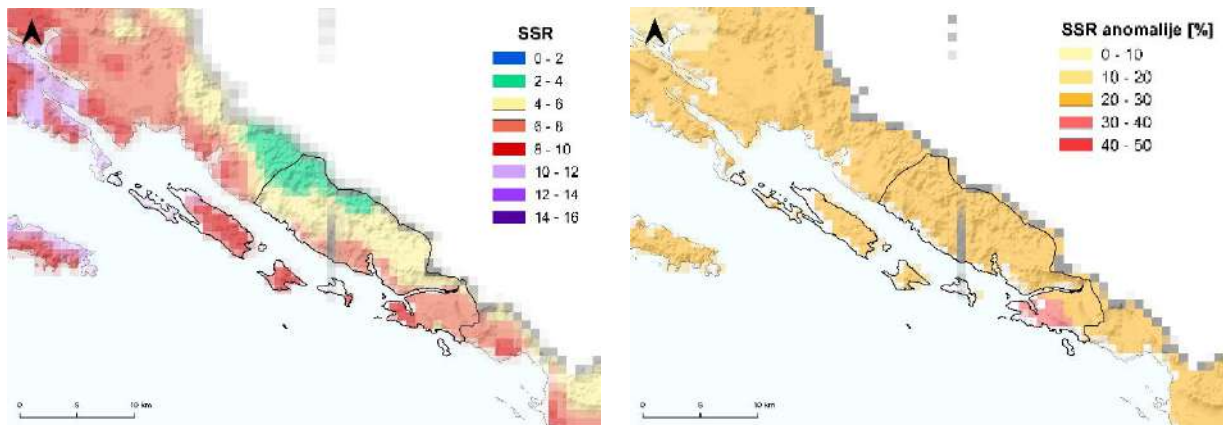 SSR
0 - 2
2 - 4
4 - 6
6 - 8
8 - 10
10 - 12
12 - 14
14 - 16
0 5 10 km
SSR anomalije [%]
0 - 10
10 - 20
20 - 30
30 - 40
40 - 50
0 5 10 km